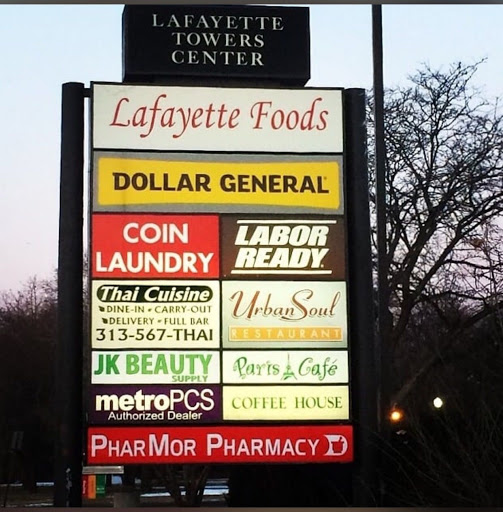 LAFAYETTE
TOWERS
CENTER
Lafayette Foods
DOLLAR GENERAL
COIN
LAUNDRY
LABOR
READY
Thai Cuisine
DINE-IN • CARRY-OUT
• DELIVERY • FULL BAR
313-567-THAI
UrbanSoul
RESTAURANT
JK BEAUTY
SUPPLY
Paris Café
metroPCS
Authorized Dealer
COFFEE HOUSE
PHARMOR PHARMACY